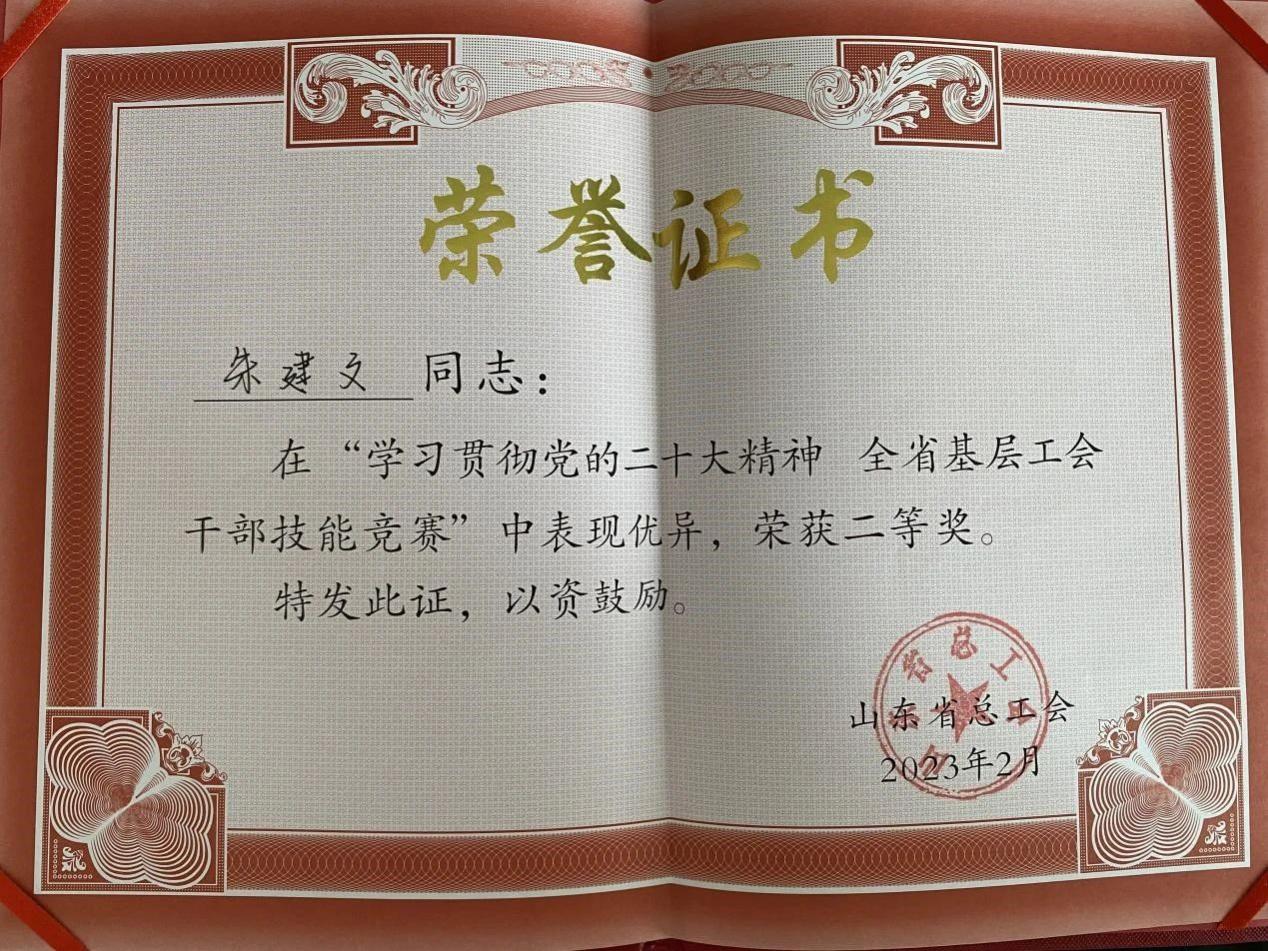 荣誉证书
朱建文 同志：
在“学习贯彻党的二十大精神 全省基层工会
干部技能竞赛”中表现优异，荣获二等奖。
特发此证，以资鼓励。
山东省总工会
2023年2月